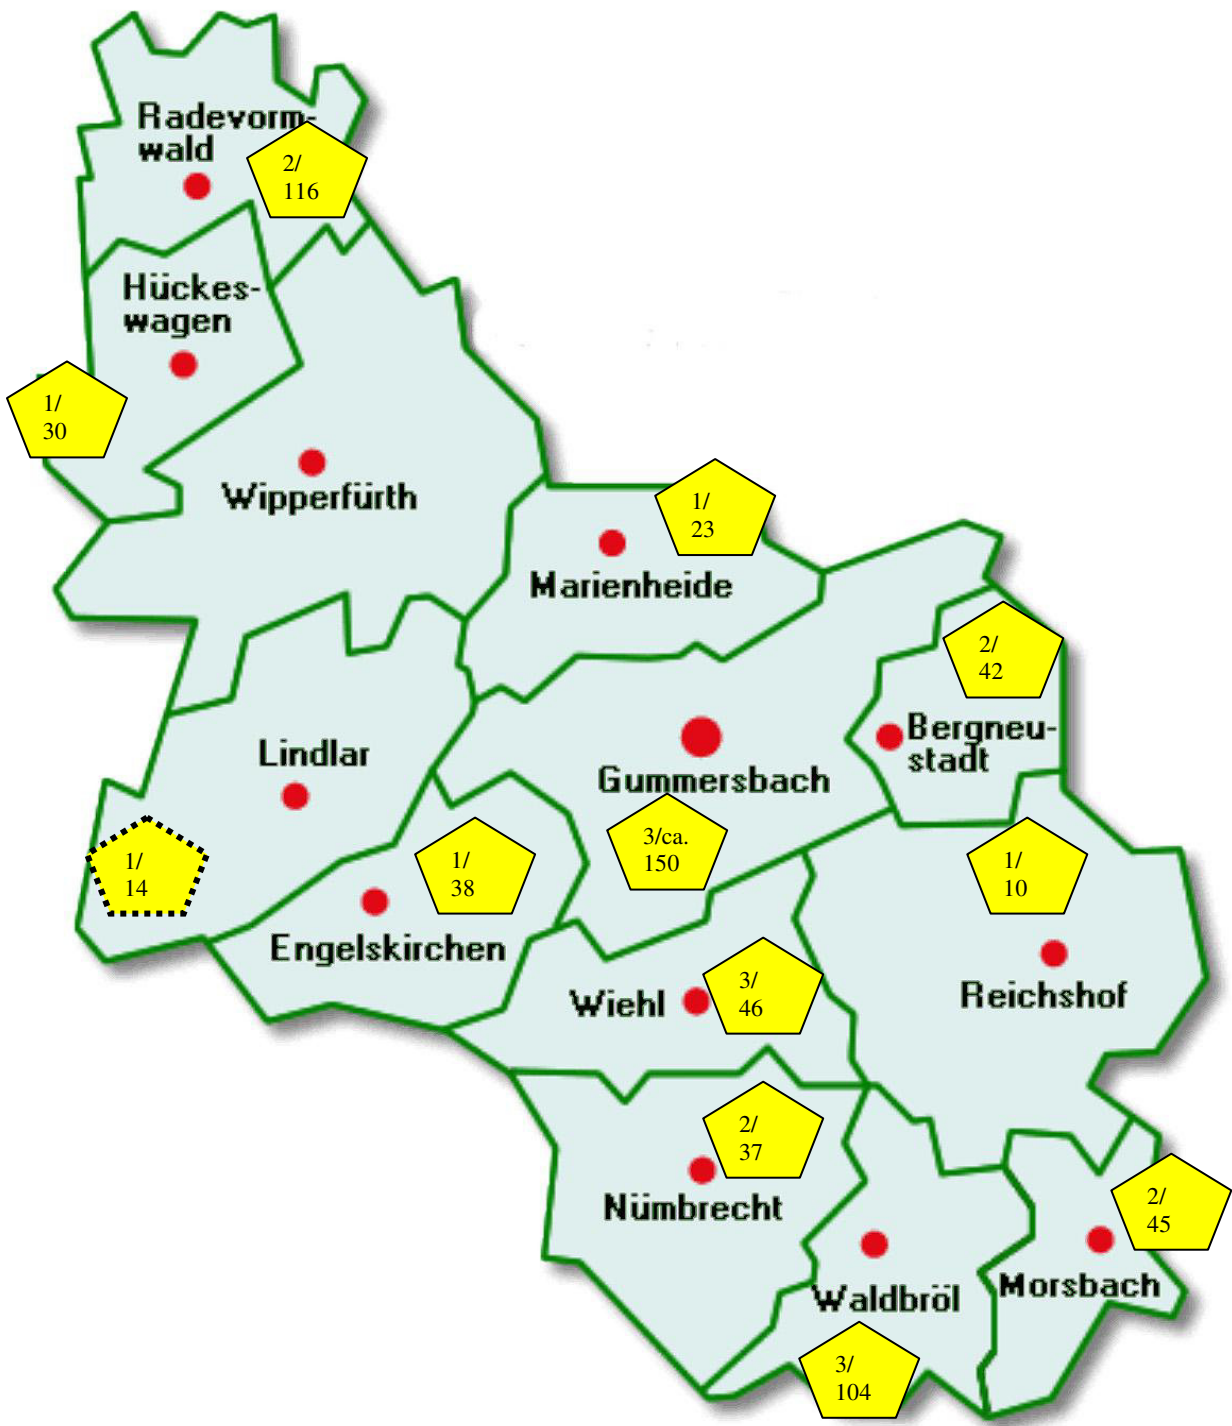 Radevorm-
wald
2/
116
Hückes-
wagen
1/
30
Wipperfürth
1/
23
Marienheide
2/
42
Bergneu-
stadt
Lindlar
Gummersbach
1/
14
1/
38
3/ca.
150
1/
10
Engelskirchen
Wiehl
3/
46
Reichshof
2/
37
Nümbrecht
2/
45
Waldbröl
Morsbach
3/
104